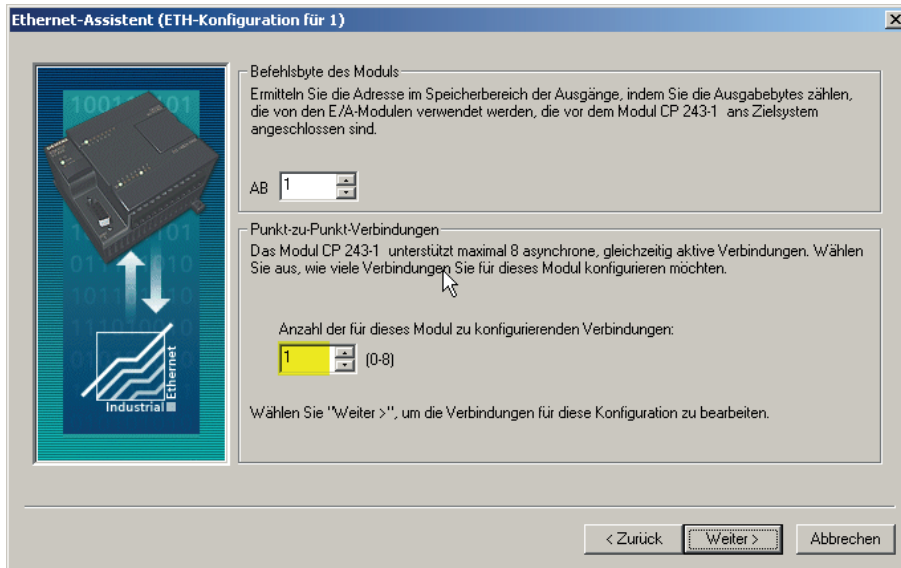 Ethernet-Assistent (ETH-Konfiguration für 1)
Befehlsbyte des Moduls
Ermitteln Sie die Adresse im Speicherbereich der Ausgänge, indem Sie die Ausgabebytes zählen,
die von den E/A-Modulen verwendet werden, die vor dem Modul CP 243-1 ans Zielsystem
angeschlossen sind.
AB 1
Punkt-zu-Punkt-Verbindungen
Das Modul CP 243-1 unterstützt maximal 8 asynchrone, gleichzeitig aktive Verbindungen. Wählen
Sie aus, wie viele Verbindungen Sie für dieses Modul konfigurieren möchten.
Anzahl der für dieses Modul zu konfigurierenden Verbindungen:
1 (0-8)
Wählen Sie "Weiter >", um die Verbindungen für diese Konfiguration zu bearbeiten.
Industrial
Ethernet
< Zurück
Weiter >
Abbrechen